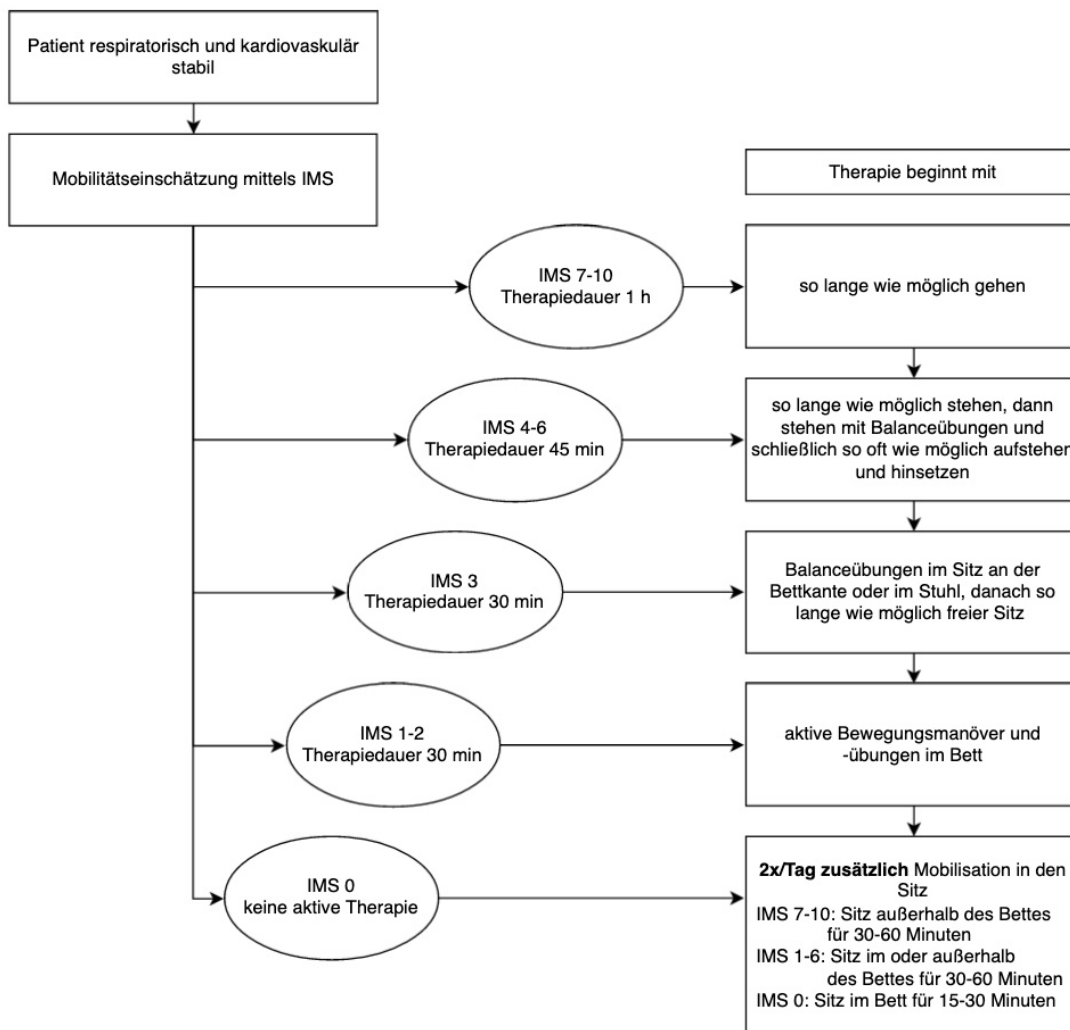 Patient respiratorisch und kardiovaskulär
stabil
Mobilitätseinschätzung mittels IMS
Therapie beginnt mit
IMS 7-10
Therapiedauer 1 h
so lange wie möglich gehen
IMS 4-6
Therapiedauer 45 min
so lange wie möglich stehen, dann
stehen mit Balanceübungen und
schließlich so oft wie möglich aufstehen
und hinsetzen
IMS 3
Therapiedauer 30 min
Balanceübungen im Sitz an der
Bettkante oder im Stuhl, danach so
lange wie möglich freier Sitz
IMS 1-2
Therapiedauer 30 min
aktive Bewegungsmanöver und
-übungen im Bett
IMS 0
keine aktive Therapie
2x/Tag zusätzlich Mobilisation in den
Sitz
IMS 7-10: Sitz außerhalb des Bettes
für 30-60 Minuten
IMS 1-6: Sitz im oder außerhalb
des Bettes für 30-60 Minuten
IMS 0: Sitz im Bett für 15-30 Minuten